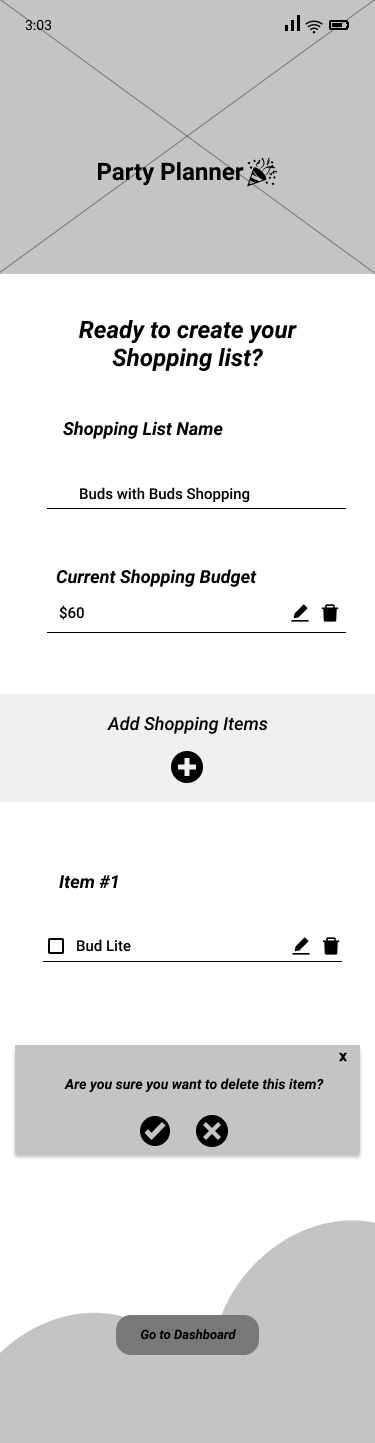 3:03
Party Planner
Ready to create your
Shopping list?
Shopping List Name
Buds with Buds Shopping
Current Shopping Budget
$60
Add Shopping Items
Item #1
Bud Lite
x
Are you sure you want to delete this item?
Go to Dashboard